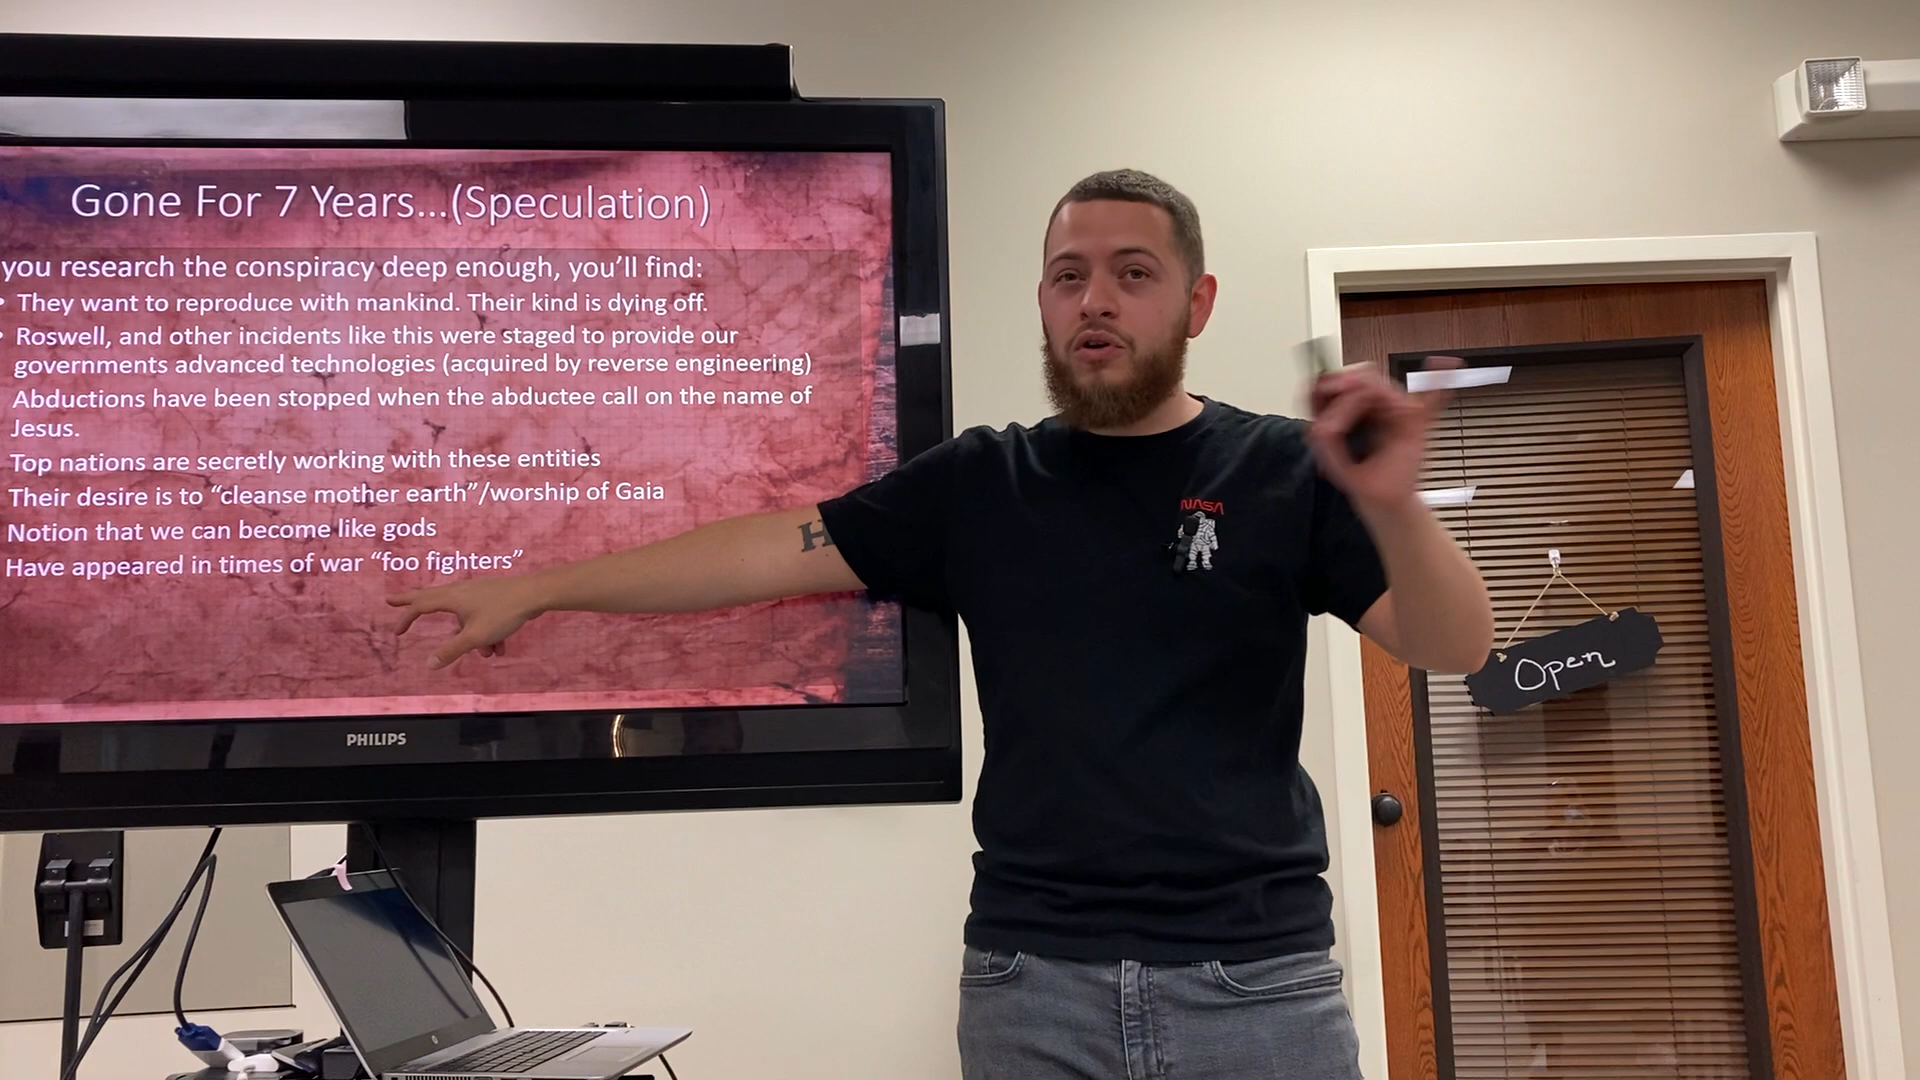 Gone For 7 Years...(Speculation)
you research the conspiracy deep enough, you'll find:
• They want to reproduce with mankind. Their kind is dying off.
• Roswell, and other incidents like this were staged to provide our
governments advanced technologies (acquired by reverse engineering)
Abductions have been stopped when the abductee call on the name of
Jesus.
Top nations are secretly working with these entities
Their desire is to “cleanse mother earth”/worship of Gaia
Notion that we can become like gods
Have appeared in times of war “foo fighters”
PHILIPS
NASA
H
Open
hp